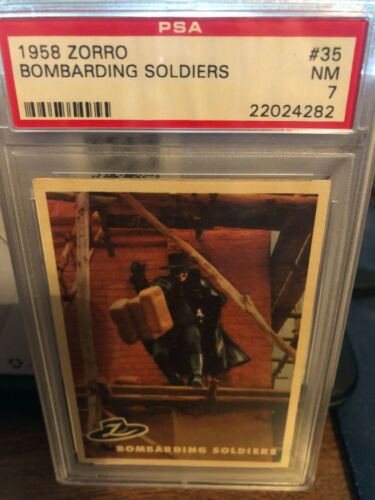 PSA
1958 ZORRO #35
BOMBARDING SOLDIERS NM
7
22024282
Z
BOMBARDING SOLDIERS